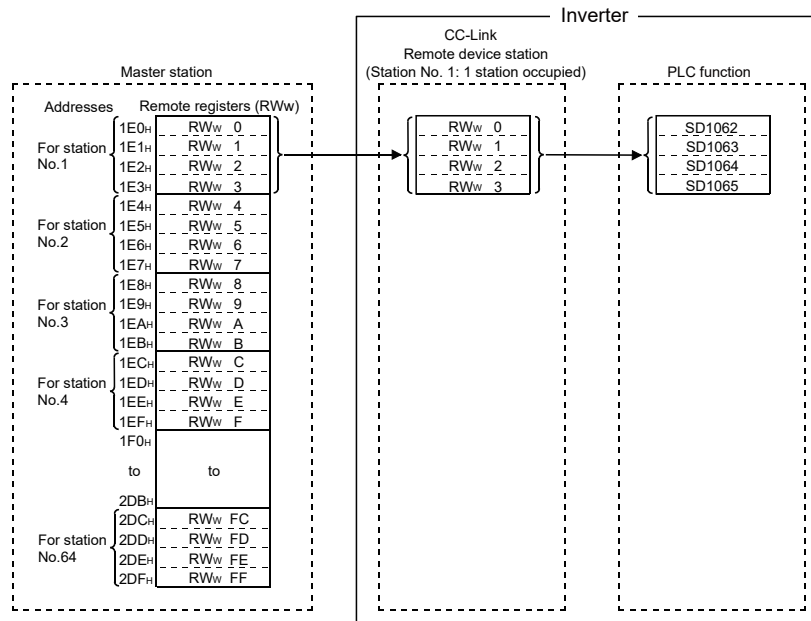 Inverter
CC-Link
Remote device station
(Station No. 1: 1 station occupied)
Master station
PLC function
Addresses
Remote registers (RWw)
For station
No.1
1E0H RWw 0
1E1H RWw 1
1E2H RWw 2
1E3H RWw 3
For station
No.2
1E4H RWw 4
1E5H RWw 5
1E6H RWw 6
1E7H RWw 7
For station
No.3
1E8H RWw 8
1E9H RWw 9
1EAH RWw A
1EBH RWw B
For station
No.4
1ECH RWw C
1EDH RWw D
1EEH RWw E
1EFH RWw F
1F0H
to to
2DBH
For station
No.64
2DCH RWw FC
2DDH RWw FD
2DEH RWw FE
2DFH RWw FF
RWw 0
RWw 1
RWw 2
RWw 3
SD1062
SD1063
SD1064
SD1065